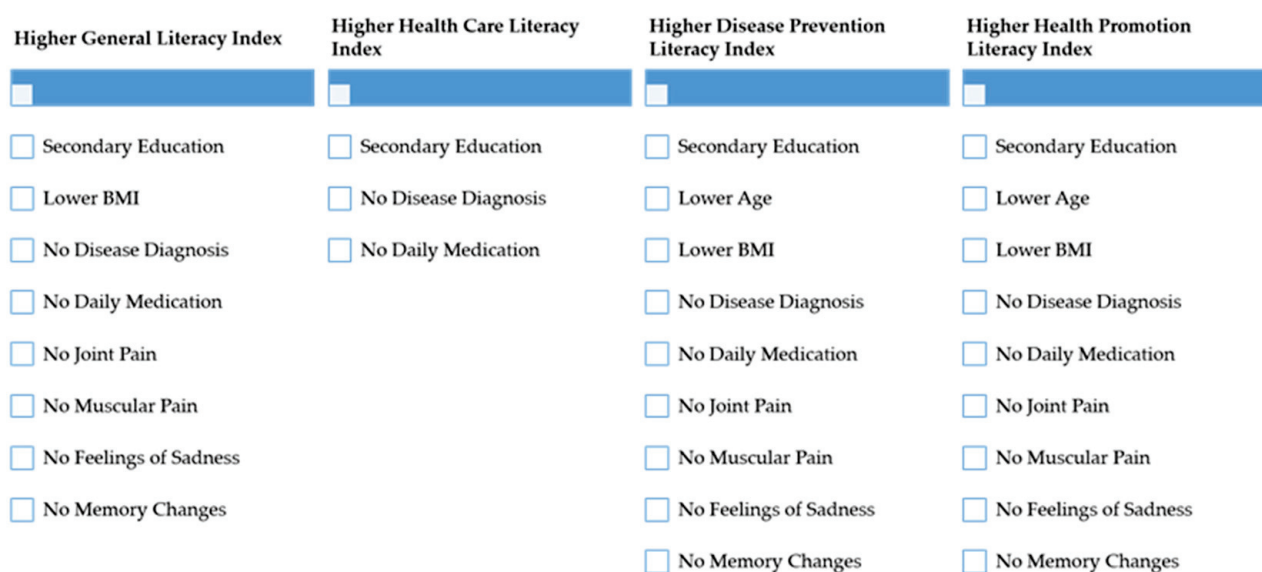 Higher General Literacy Index
Secondary Education
Lower BMI
No Disease Diagnosis
No Daily Medication
No Joint Pain
No Muscular Pain
No Feelings of Sadness
No Memory Changes
Higher Health Care Literacy
Index
Secondary Education
No Disease Diagnosis
No Daily Medication
Higher Disease Prevention
Literacy Index
Secondary Education
Lower Age
Lower BMI
No Disease Diagnosis
No Daily Medication
No Joint Pain
No Muscular Pain
No Feelings of Sadness
No Memory Changes
Higher Health Promotion
Literacy Index
Secondary Education
Lower Age
Lower BMI
No Disease Diagnosis
No Daily Medication
No Joint Pain
No Muscular Pain
No Feelings of Sadness
No Memory Changes